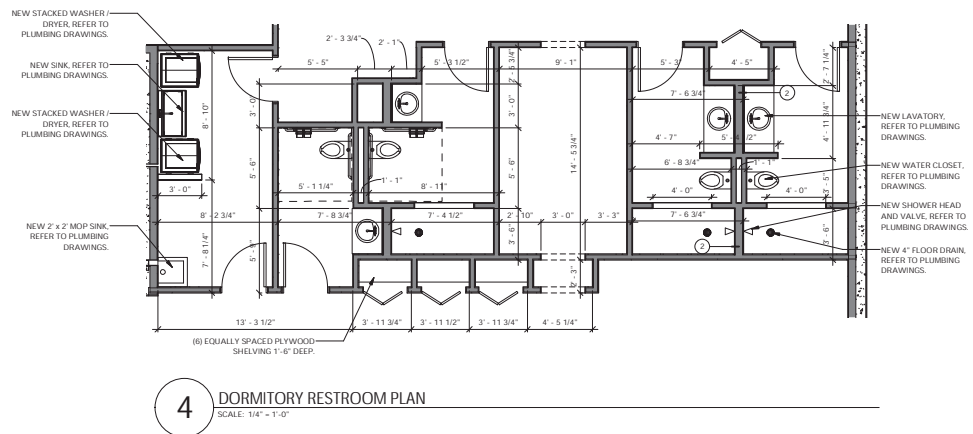 NEW STACKED WASHER /
DRYER, REFER TO
PLUMBING DRAWINGS.
NEW SINK, REFER TO
PLUMBING DRAWINGS.
NEW STACKED WASHER /
DRYER, REFER TO
PLUMBING DRAWINGS.
NEW 2' x 2' MOP SINK,
REFER TO PLUMBING
DRAWINGS.
2' - 3 3/4"
2' - 1"
5' - 5"
5' - 3 1/2"
2' - 5 3/4"
9' - 1"
5' - 3"
4' - 5"
2' - 7 1/4"
7' - 6 3/4"
2
8' - 10"
3' - 0"
3' - 0"
4' - 11 3/4"
NEW LAVATORY,
REFER TO PLUMBING
DRAWINGS.
4' - 7"
5' - 6"
5' - 6"
14' - 5 3/4"
6' - 8 3/4"
1' - 1"
NEW WATER CLOSET,
REFER TO PLUMBING
DRAWINGS.
3' - 0"
5' - 1 1/4"
1' - 1"
8' - 11"
4' - 0"
4' - 0"
3' - 5"
8' - 2 3/4"
7' - 8 3/4"
7' - 4 1/2"
2' - 10"
3' - 0"
3' - 3"
7' - 6 3/4"
NEW SHOWER HEAD
AND VALVE, REFER TO
PLUMBING DRAWINGS.
7' - 8 1/4"
3' - 6"
3' - 6"
2
NEW 4" FLOOR DRAIN,
REFER TO PLUMBING
DRAWINGS.
2' - 3"
13' - 3 1/2"
3' - 11 3/4"
3' - 11 1/2"
3' - 11 3/4"
4' - 5 1/4"
(6) EQUALLY SPACED PLYWOOD
SHELVING 1'-6" DEEP.
4
DORMITORY RESTROOM PLAN
SCALE: 1/4" = 1'-0"